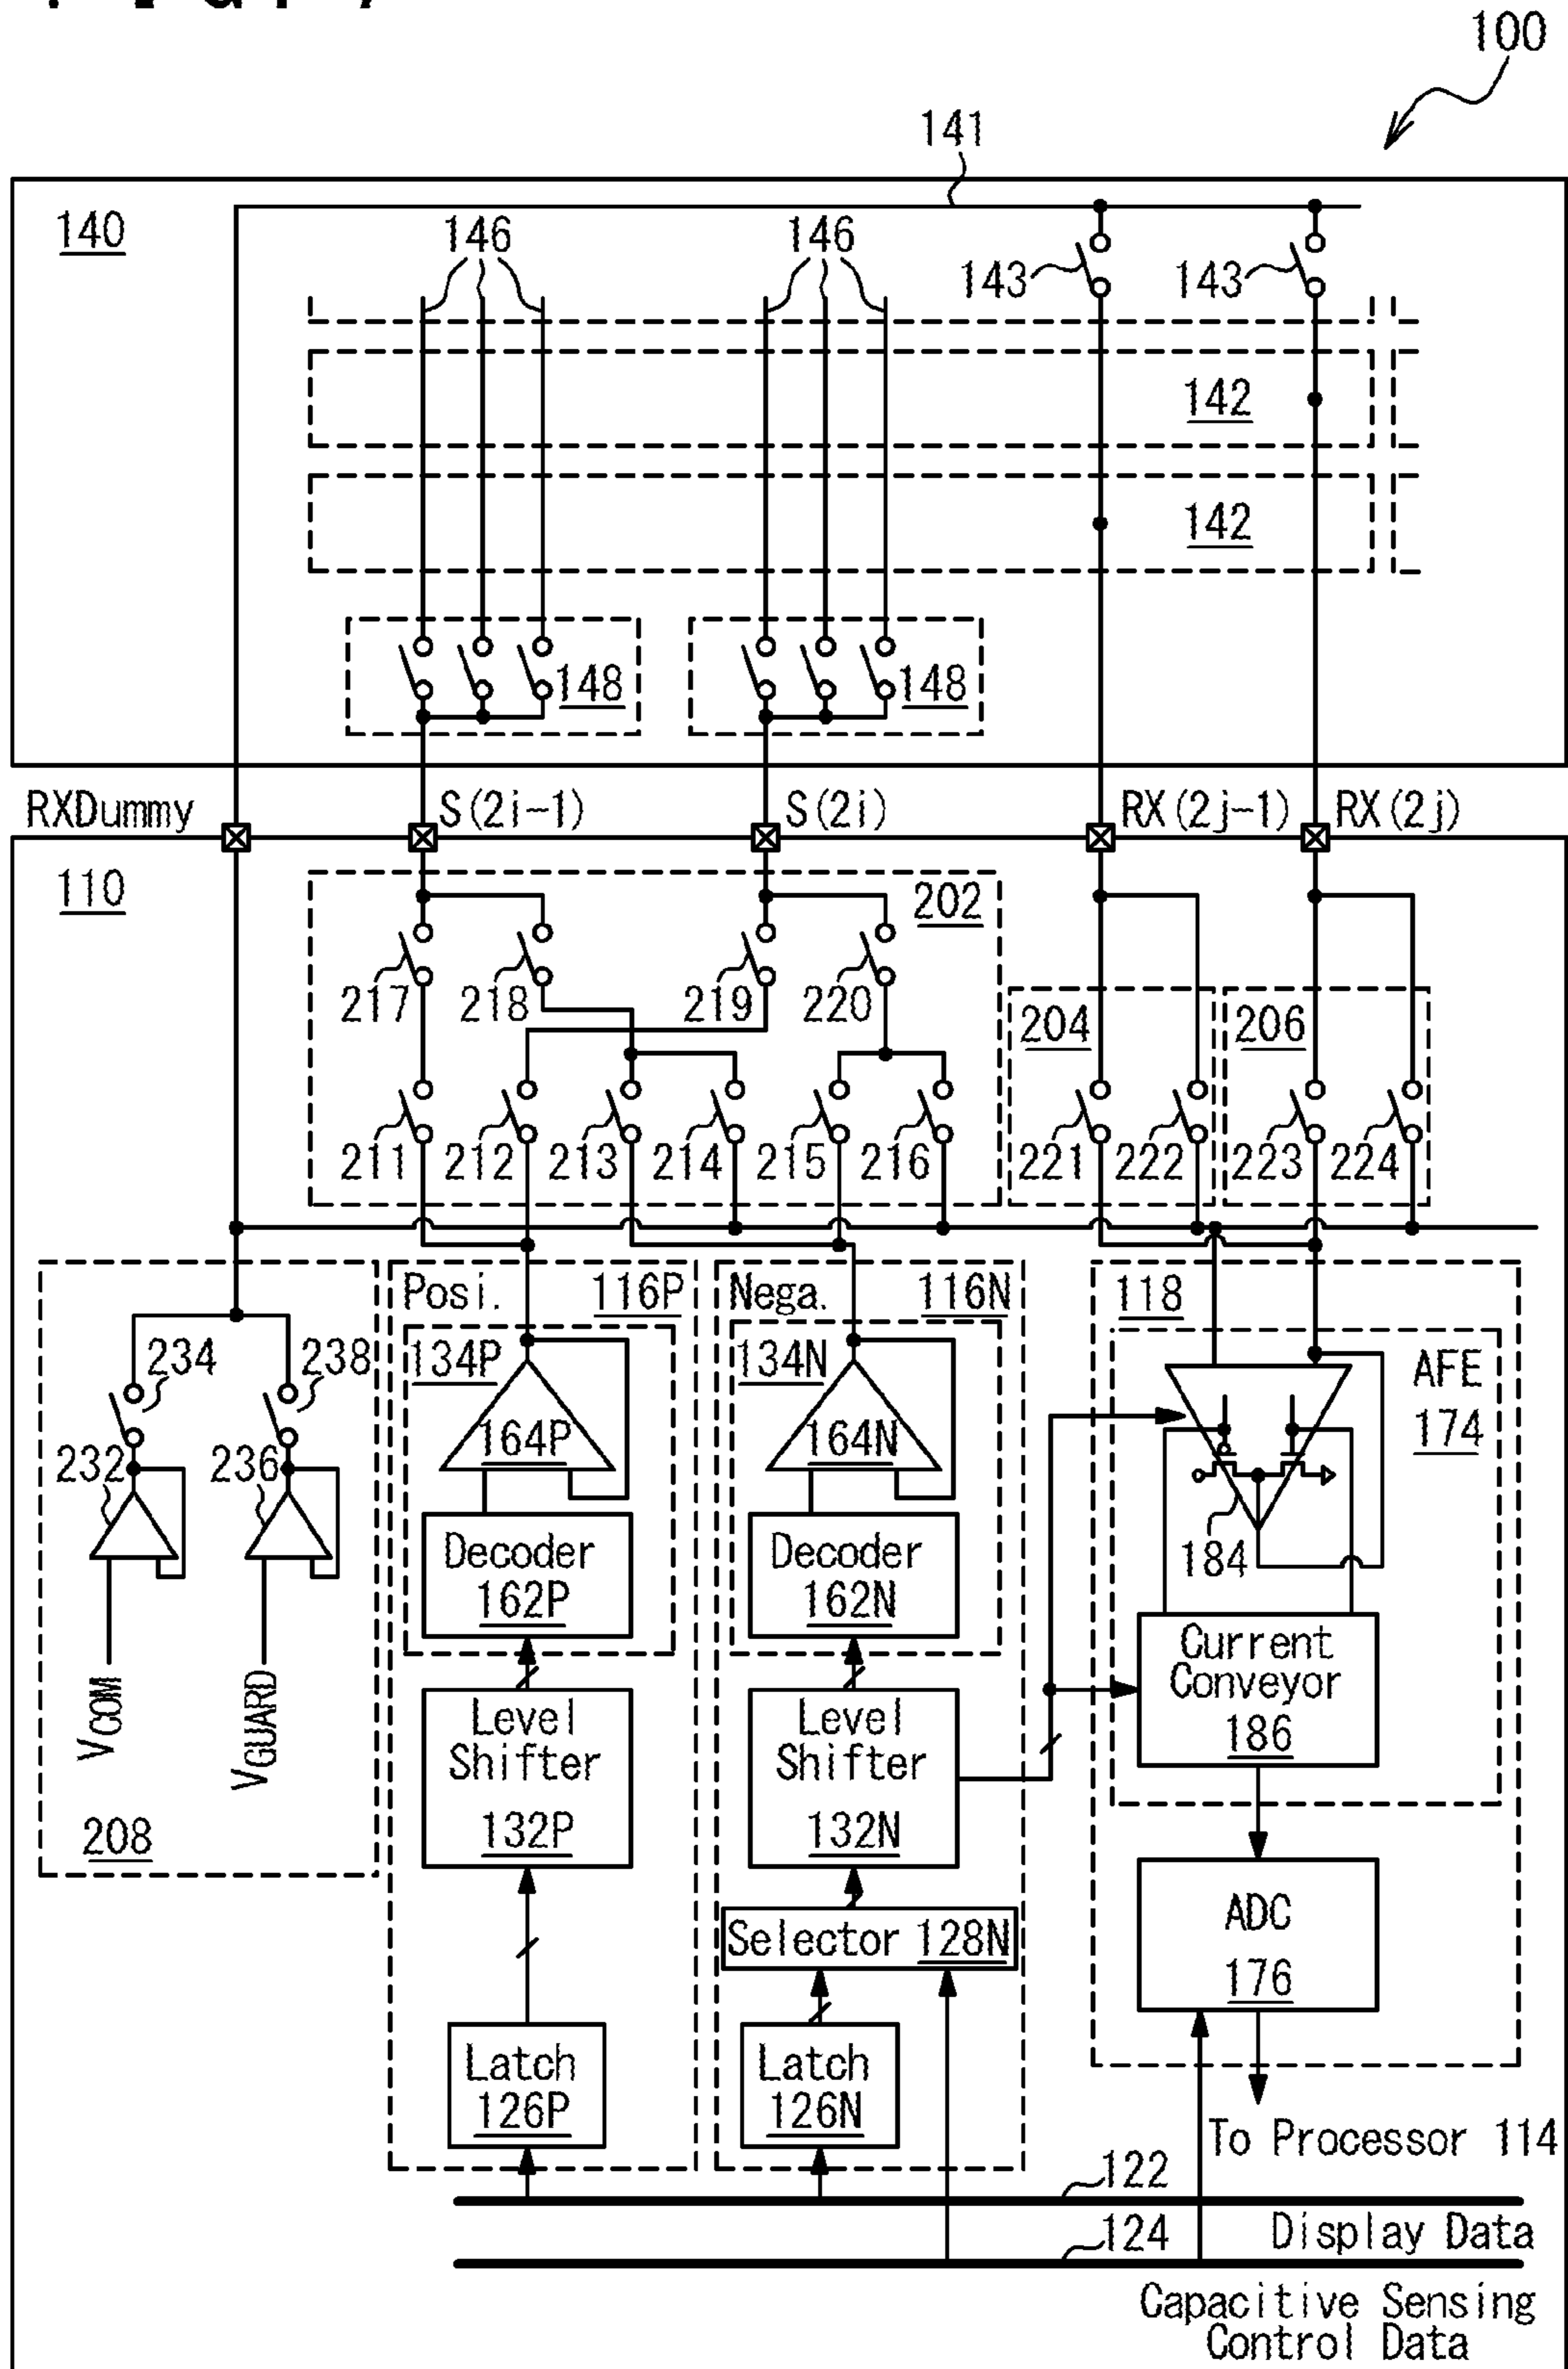 100
141
140
146
146
143
143
142
142
148
148
RXDummy
S(2i-1)
S(2i)
RX(2j-1)
RX(2j)
110
202
217
218
219
220
204
206
211
212
213
214
215
216
221
222
223
224
Posi.
116P
Nega.
116N
118
234
238
134P
134N
AFE
174
232
236
164P
164N
184
Decoder
162P
Decoder
162N
Current
Conveyor
186
VCOM
VGUARD
Level
Shifter
132P
Level
Shifter
132N
208
ADC
176
Selector 128N
Latch
126P
Latch
126N
To Processor 114
122
Display Data
124
Capacitive Sensing
Control Data